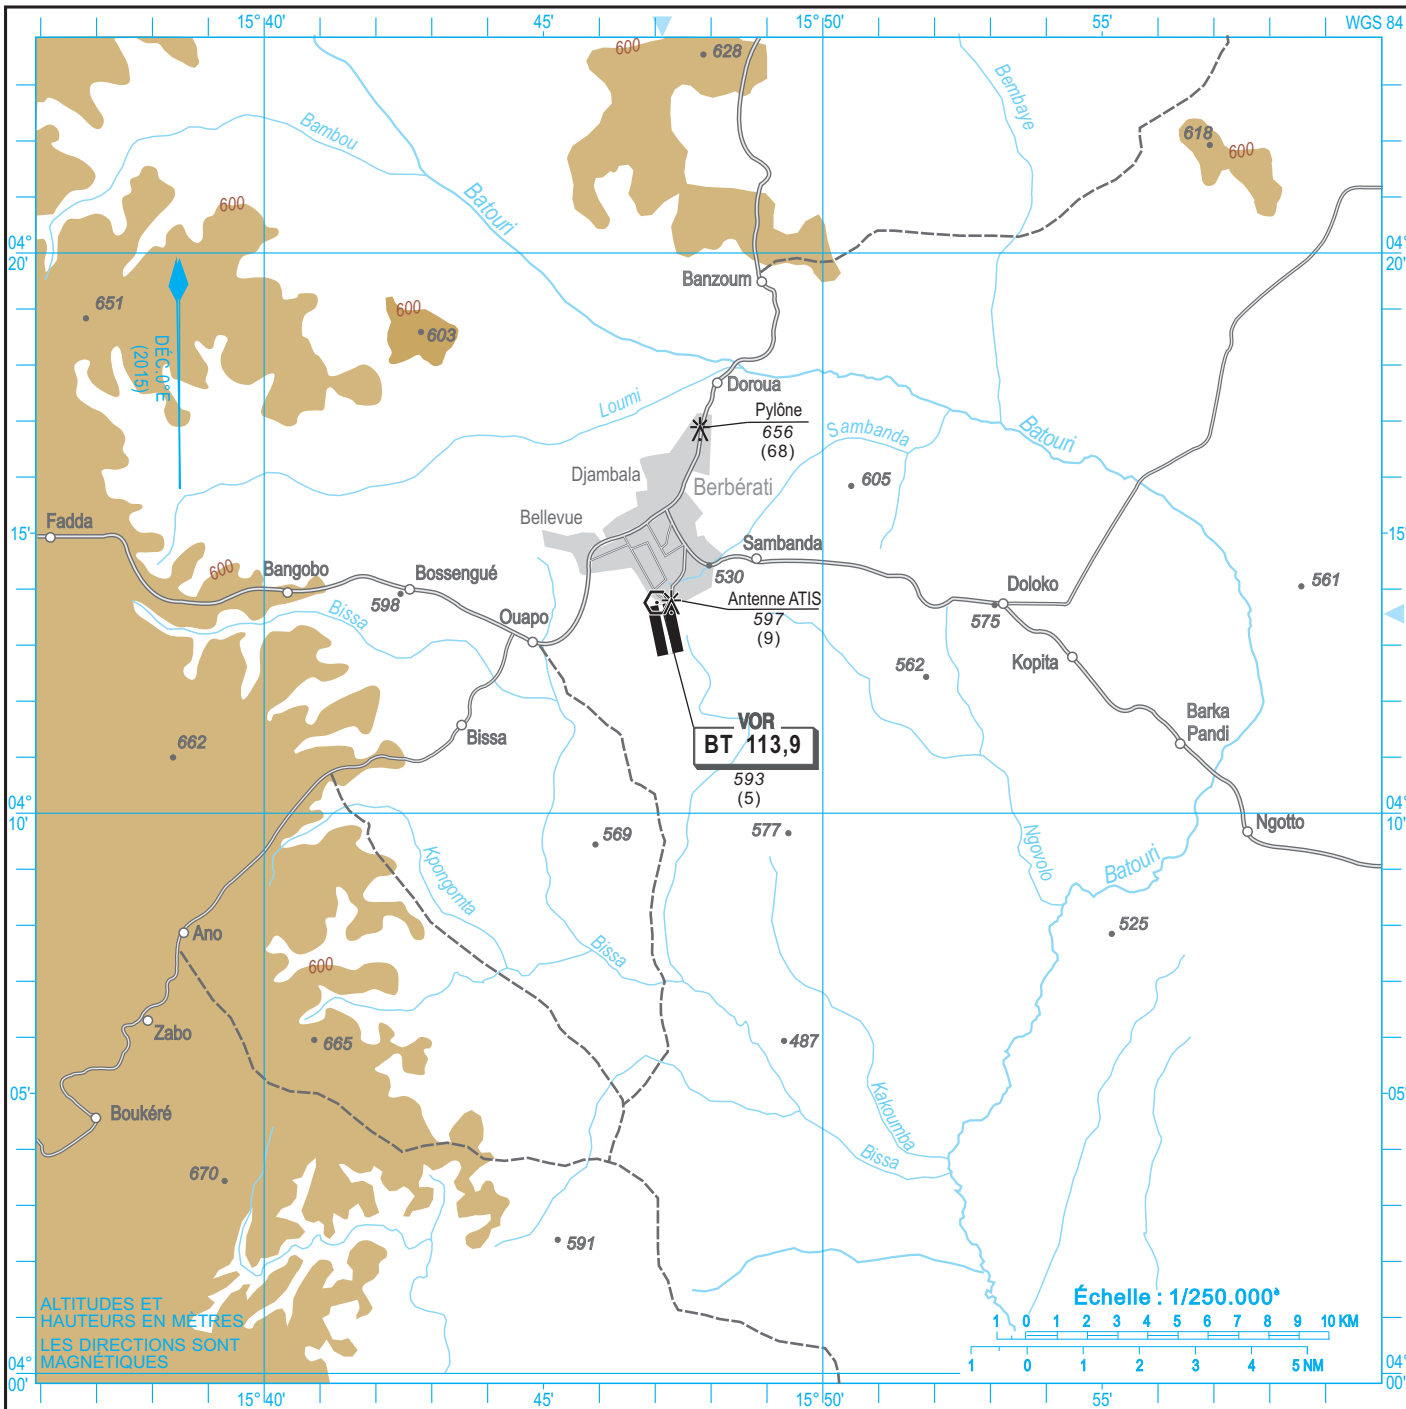 15°40'
45'
15°50'
55'
WGS 84
600
628
Bembaye
Bambou
618
600
Batouri
600
04°
20'
04°
20'
Banzoum
651
600
603
DÉC.0°E
(2015)
Doroua
Loumi
Pylône
656
(68)
Sambanda
Batouri
Djambala
Berbérati
605
Bellevue
Fadda
15'
15'
Sambanda
600
Bangobo
Bossengué
530
561
598
Doloko
Antenne ATIS
597
(9)
575
Bissa
Ouapo
562
Kopita
Barka
Pandi
VOR
BT 113,9
593
(5)
662
Bissa
04°
10'
04°
10'
569
577
Ngotto
Kpongomta
Ngovolo
Batouri
Ano
525
Bissa
600
Zabo
665
487
05'
05'
Boukéré
Kakoumba
Bissa
670
591
ALTITUDES ET
HAUTEURS EN MÈTRES
LES DIRECTIONS SONT
MAGNÉTIQUES
Échelle : 1/250.000è
1 0 1 2 3 4 5 6 7 8 9 10 KM
1 0 1 2 3 4 5 NM
04°
00'
04°
00'
15°40'
45'
15°50'
55'